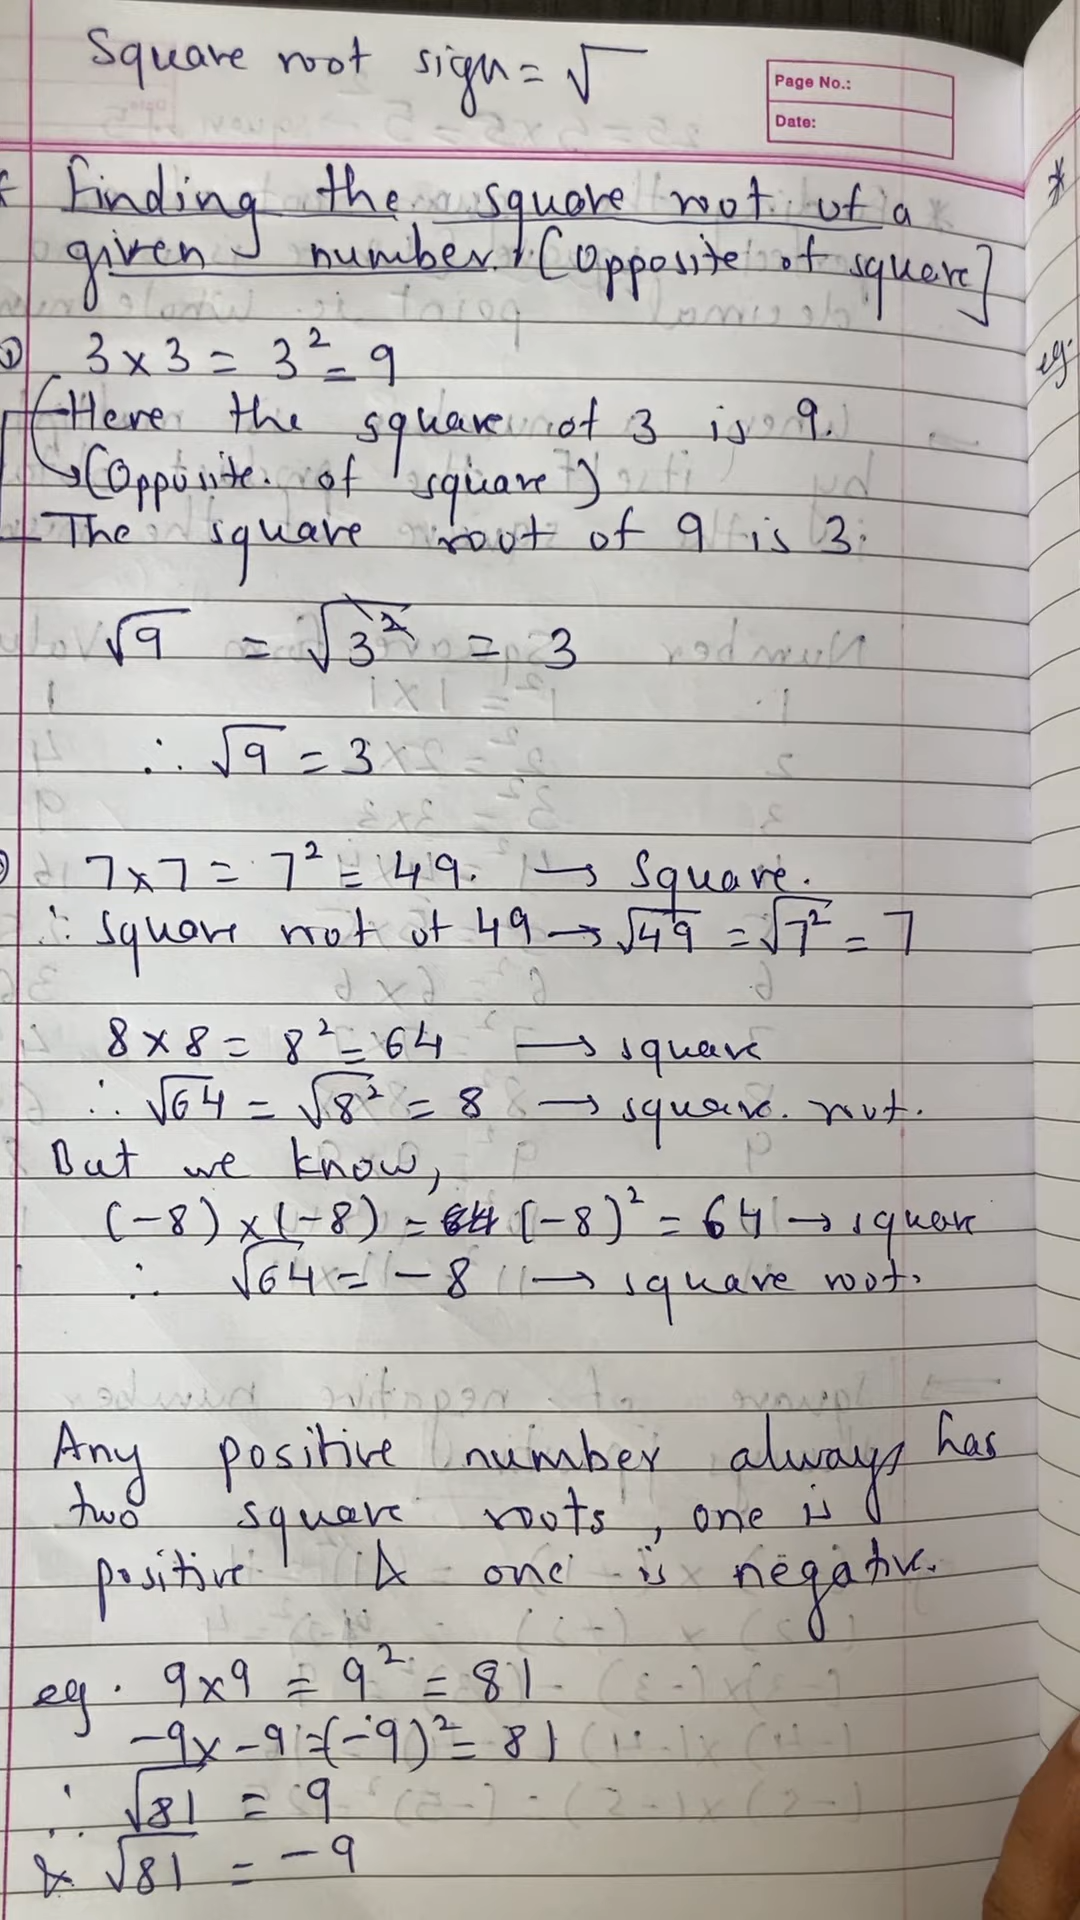 Square root sign = √
Page No.:
Date:
Finding the square root of a
given number. [Opposite of square]
① 3 × 3 = 3² = 9
Here the square of 3 is 9.
(Opposite of square)
The square root of 9 is 3.
√9 = √3² = 3
∴ √9 = 3
7 × 7 = 7² = 49. → Square.
∴ square root of 49 → √49 = √7² = 7
8 × 8 = 8² = 64 → square
∴ √64 = √8² = 8 → square root.
But we know,
(-8) × (-8) = (-8)² = 64 → square
∴ √64 = -8 → square root.
Any positive number always has
two square roots, one is
positive & one is negative.
eg. 9×9 = 9² = 81
-9 × -9 = (-9)² = 81
∴ √81 = 9
& √81 = -9
*
eg.